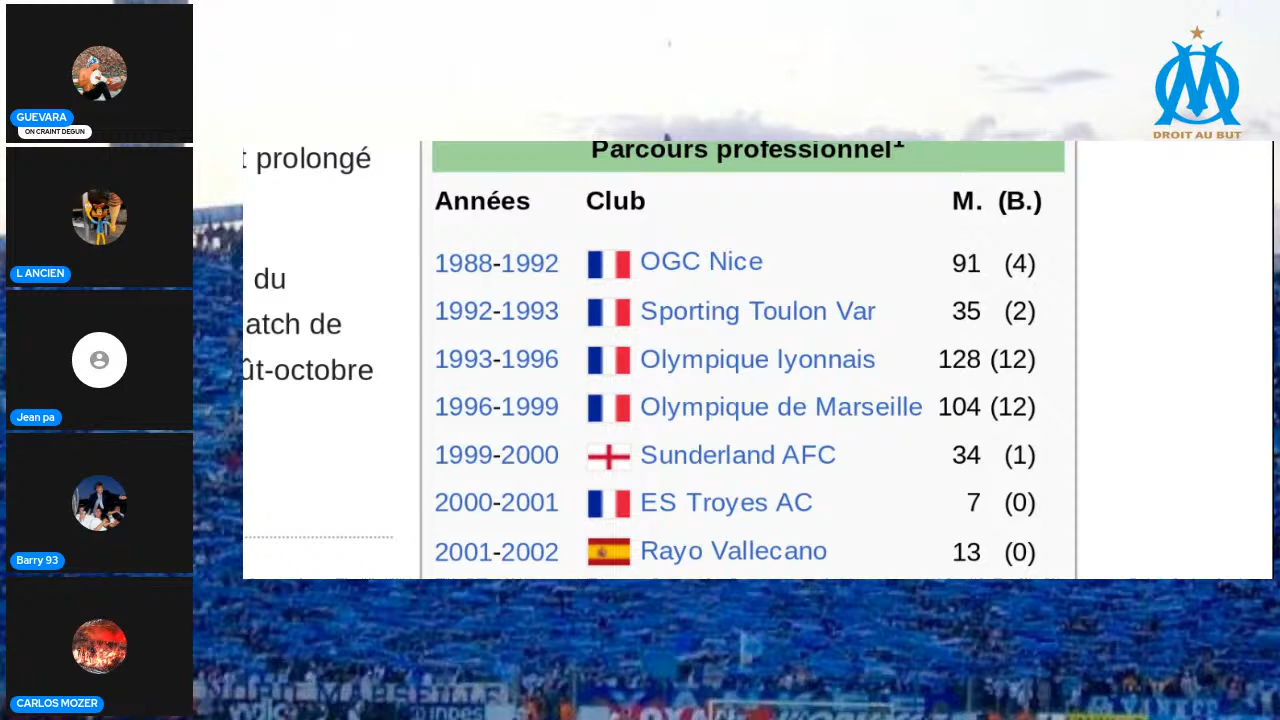 GUEVARA
ON CRAINT DEGUN
L ANCIEN
Jean pa
Barry 93
CARLOS MOZER
DROIT AU BUT
t prolongé
du
atch de
ût-octobre
Parcours professionnel¹
Années Club M. (B.)
1988-1992 OGC Nice 91 (4)
1992-1993 Sporting Toulon Var 35 (2)
1993-1996 Olympique lyonnais 128 (12)
1996-1999 Olympique de Marseille 104 (12)
1999-2000 Sunderland AFC 34 (1)
2000-2001 ES Troyes AC 7 (0)
2001-2002 Rayo Vallecano 13 (0)
MARSEILLE